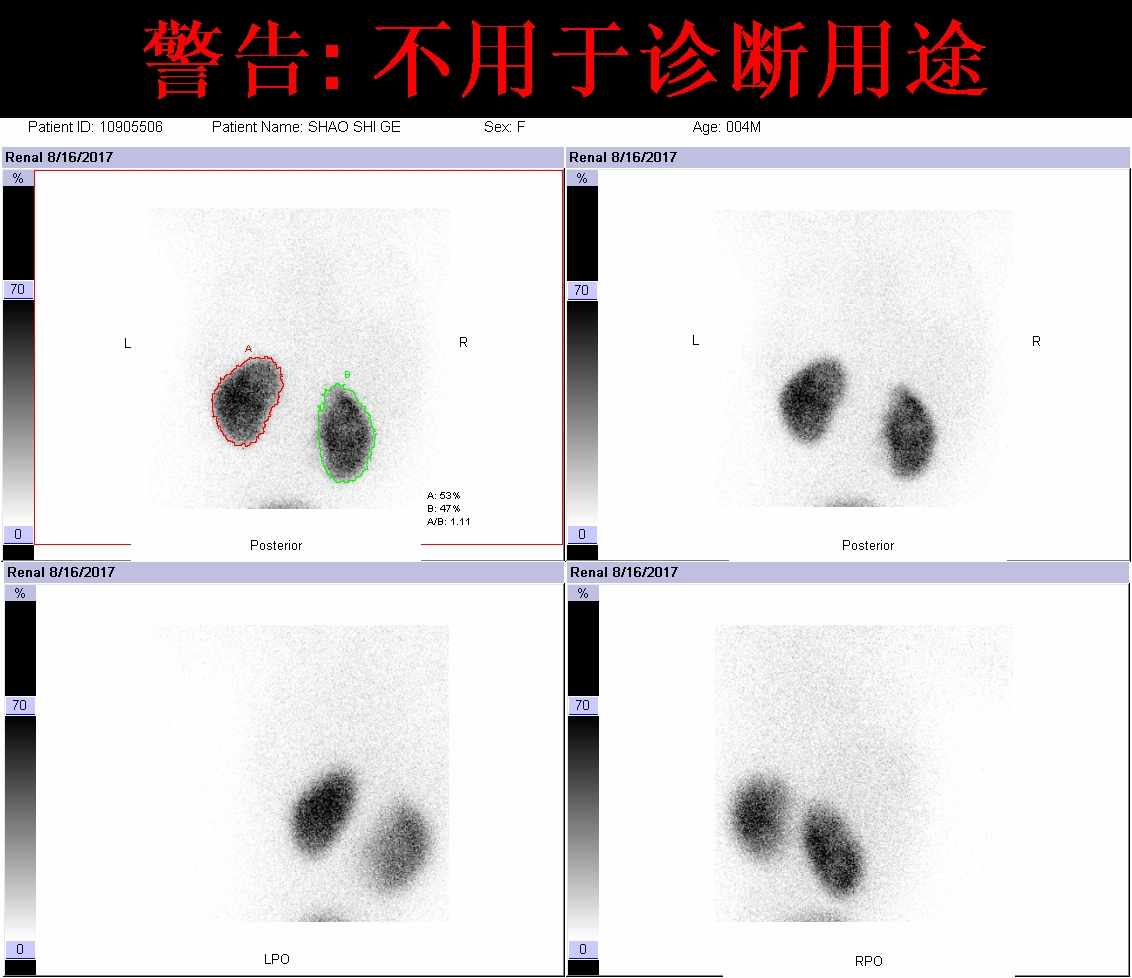 警告: 不用于诊断用途
Patient ID: 10905506 Patient Name: SHAO SHI GE Sex: F Age: 004M
Renal 8/16/2017
%
70
0
L
R
A
B
A: 53%
B: 47%
A/B: 1.11
Posterior
Renal 8/16/2017
%
70
0
L
R
Posterior
Renal 8/16/2017
%
70
0
LPO
Renal 8/16/2017
%
70
0
RPO